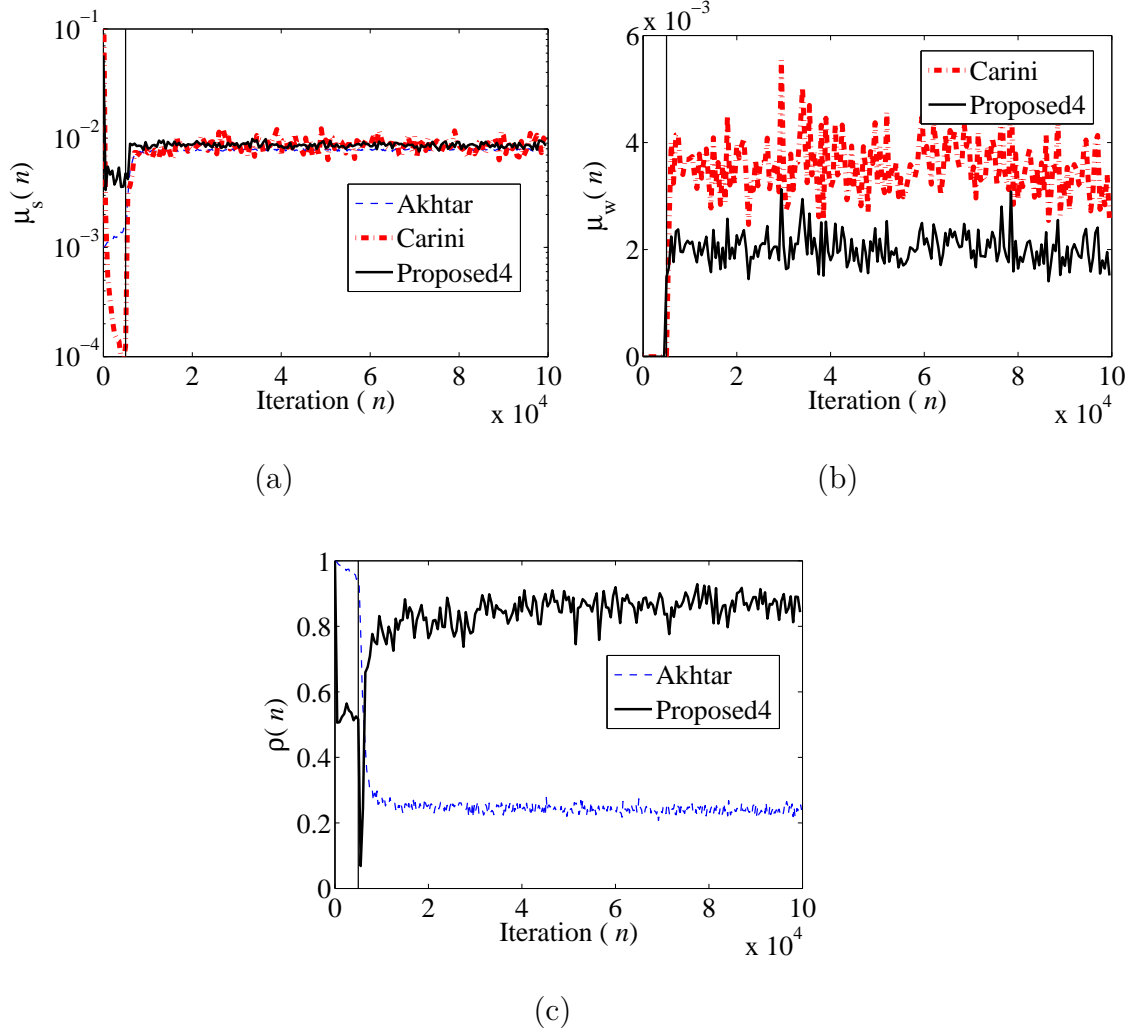 10^-1
10^-2
10^-3
10^-4
μ_s(n)
0 2 4 6 8 10
Iteration (n)
x 10^4
Akhtar
Carini
Proposed4
(a)
x 10^-3
6
4
2
0
μ_w(n)
0 2 4 6 8 10
Iteration (n)
x 10^4
Carini
Proposed4
(b)
1
0.8
0.6
0.4
0.2
0
ρ(n)
0 2 4 6 8 10
Iteration (n)
x 10^4
Akhtar
Proposed4
(c)